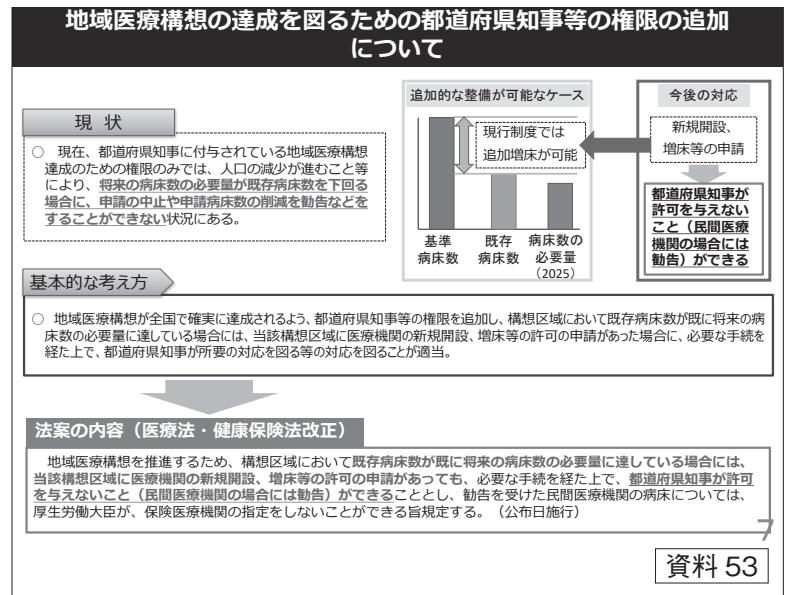 地域医療構想の達成を図るための都道府県知事等の権限の追加
について
現 状
○ 現在、都道府県知事に付与されている地域医療構想
達成のための権限のみでは、人口の減少が進むこと等
により、将来の病床数の必要量が既存病床数を下回る
場合に、申請の中止や申請病床数の削減を勧告などを
することができない状況にある。
追加的な整備が可能なケース
現行制度では
追加増床が可能
基準
病床数
既存
病床数
病床数の
必要量
（2025）
今後の対応
新規開設、
増床等の申請
都道府県知事が
許可を与えない
こと（民間医療
機関の場合には
勧告）ができる
基本的な考え方
○ 地域医療構想が全国で確実に達成されるよう、都道府県知事等の権限を追加し、構想区域において既存病床数が既に将来の病
床数の必要量に達している場合には、当該構想区域に医療機関の新規開設、増床等の許可の申請があった場合に、必要な手続を
経た上で、都道府県知事が所要の対応を図る等の対応を図ることが適当。
法案の内容（医療法・健康保険法改正）
地域医療構想を推進するため、構想区域において既存病床数が既に将来の病床数の必要量に達している場合には、
当該構想区域に医療機関の新規開設、増床等の許可の申請があっても、必要な手続を経た上で、都道府県知事が許可
を与えないこと（民間医療機関の場合には勧告）ができることとし、勧告を受けた民間医療機関の病床については、
厚生労働大臣が、保険医療機関の指定をしないことができる旨規定する。（公布日施行）
7
資料 53